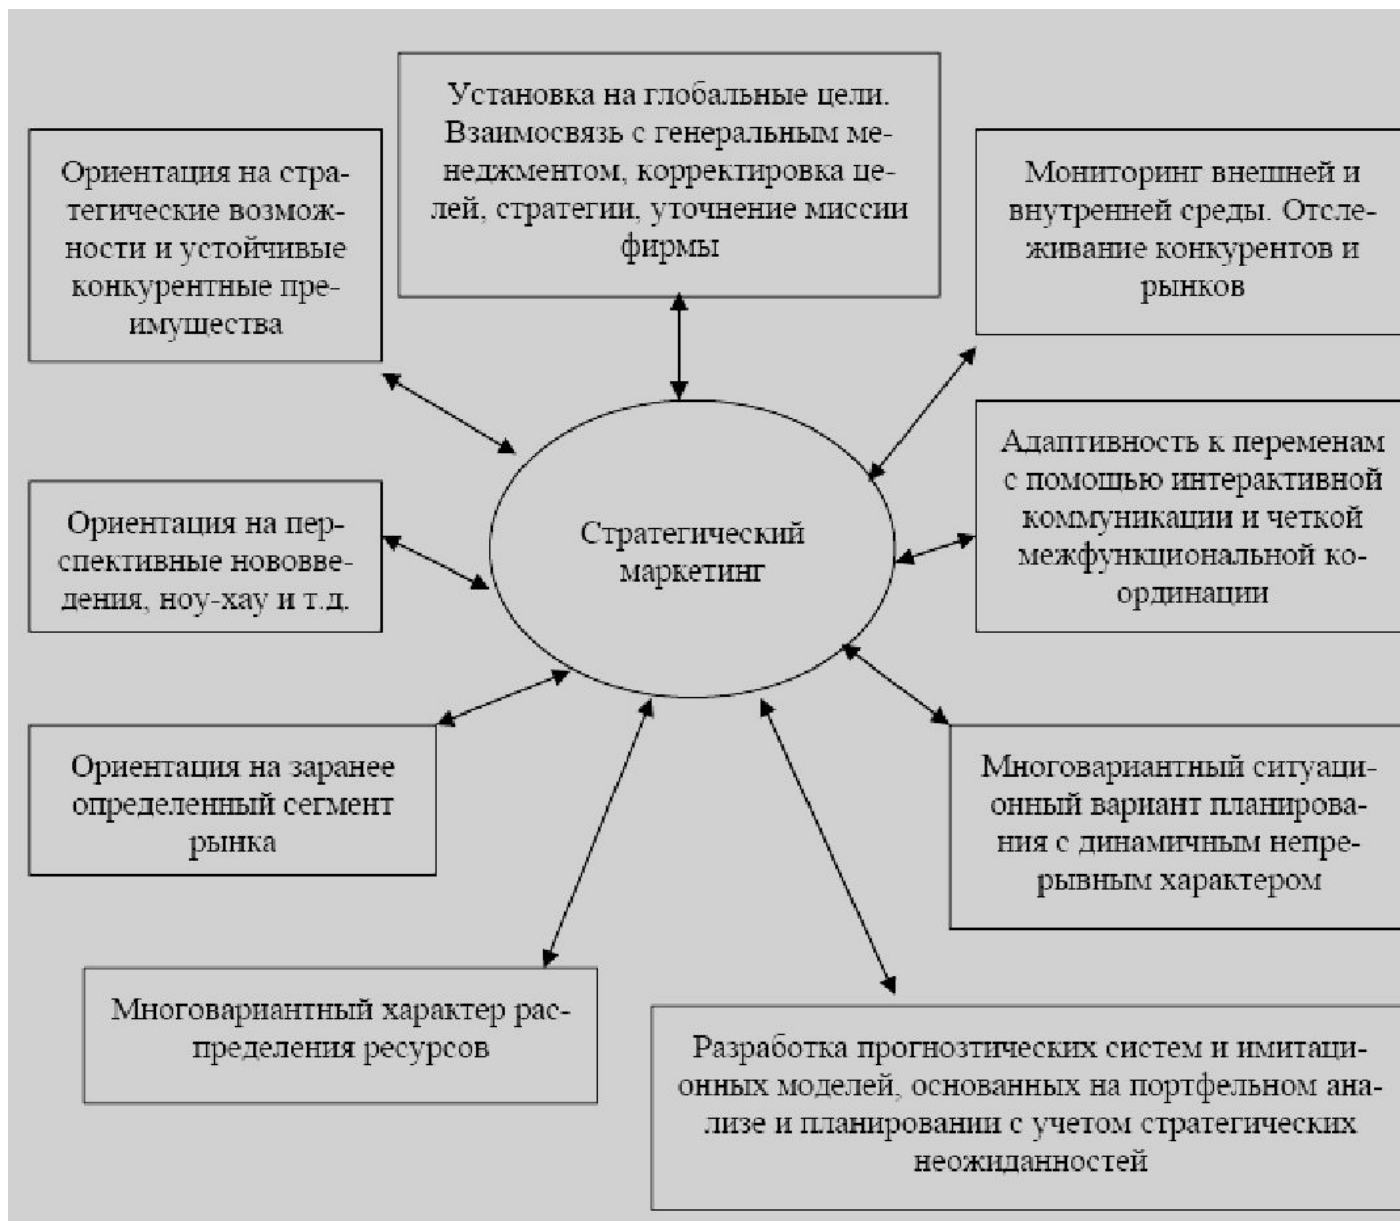 Установка на глобальные цели.
Взаимосвязь с генеральным ме-
неджментом, корректировка це-
лей, стратегии, уточнение миссии
фирмы
Ориентация на стра-
тегические возмож-
ности и устойчивые
конкурентные пре-
имущества
Мониторинг внешней и
внутренней среды. Отсле-
живание конкурентов и
рынков
Адаптивность к переменам
с помощью интерактивной
коммуникации и четкой
межфункциональной ко-
ординации
Ориентация на пер-
спективные нововве-
дения, ноу-хау и т.д.
Стратегический
маркетинг
Ориентация на заранее
определенный сегмент
рынка
Многовариантный ситуаци-
онный вариант планирова-
ния с динамичным непре-
рывным характером
Многовариантный характер рас-
пределения ресурсов
Разработка прогнозтических систем и имитаци-
онных моделей, основанных на портфельном ана-
лизе и планировании с учетом стратегических
неожиданностей